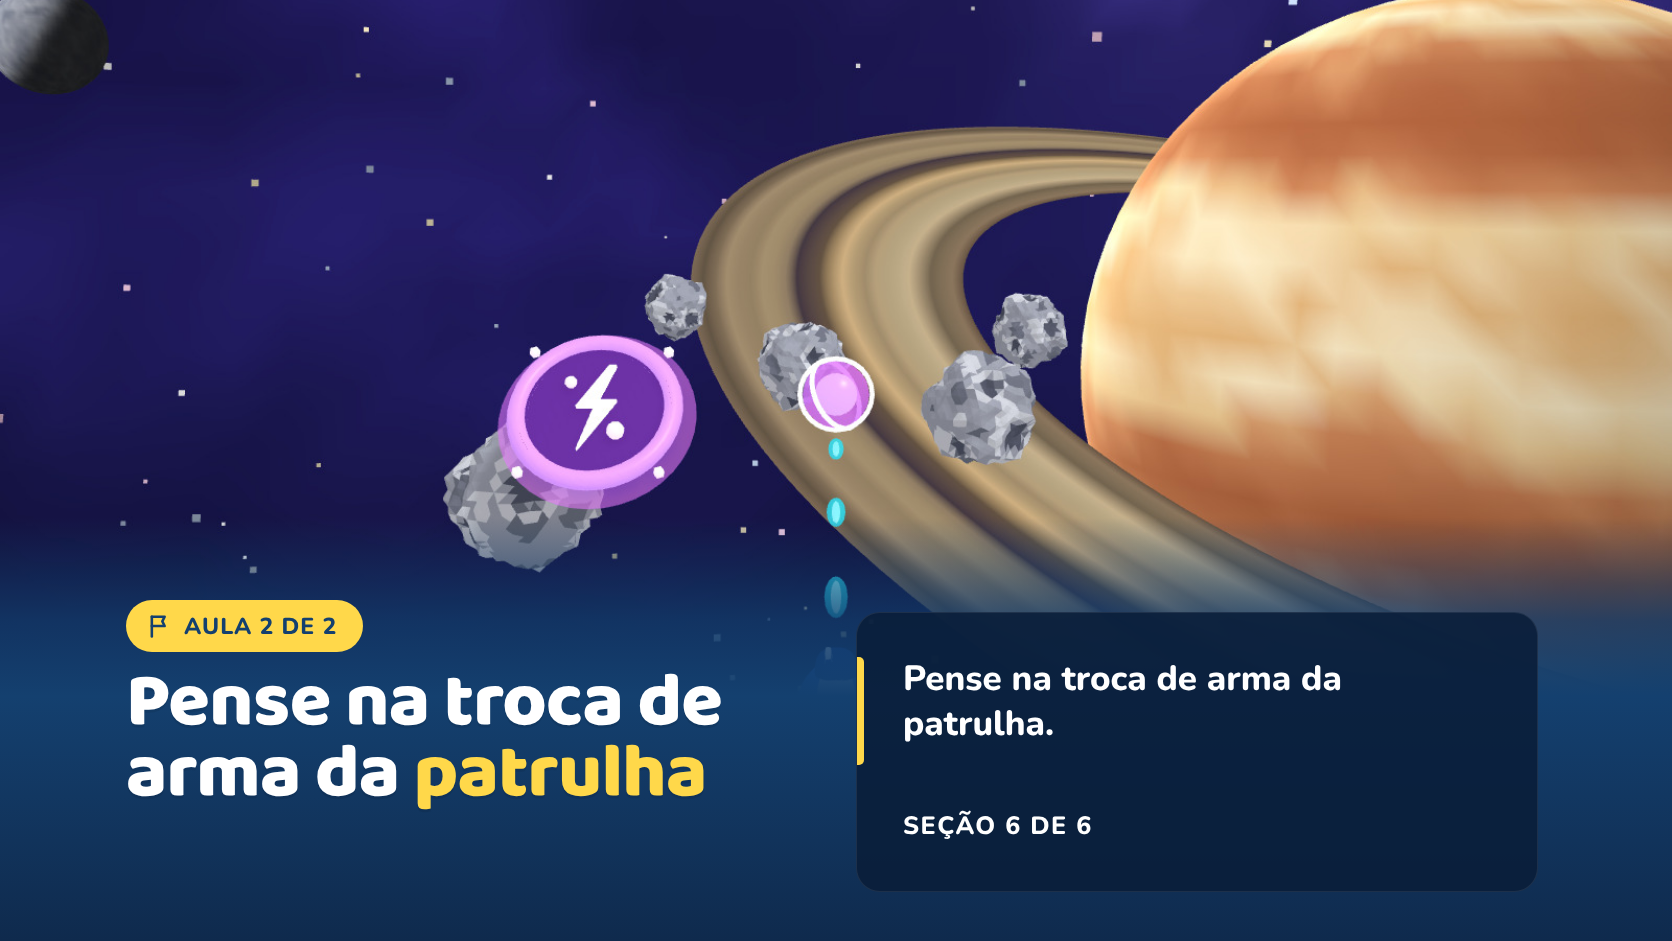 AULA 2 DE 2
Pense na troca de
arma da patrulha
Pense na troca de arma da
patrulha.
SEÇÃO 6 DE 6